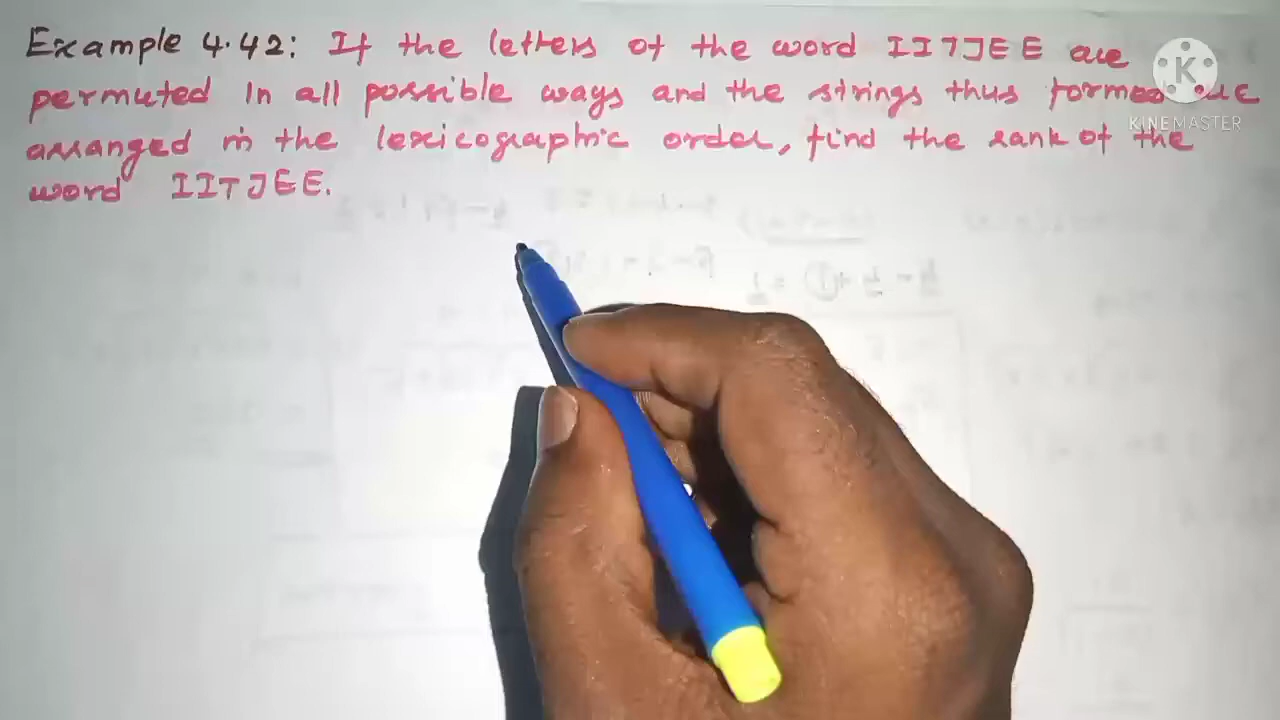 Example 4.42: If the letters of the word IITJEE are
permuted in all possible ways and the strings thus formed are
arranged in the lexicographic order, find the rank of the
word IITJEE.
K
KINEMASTER